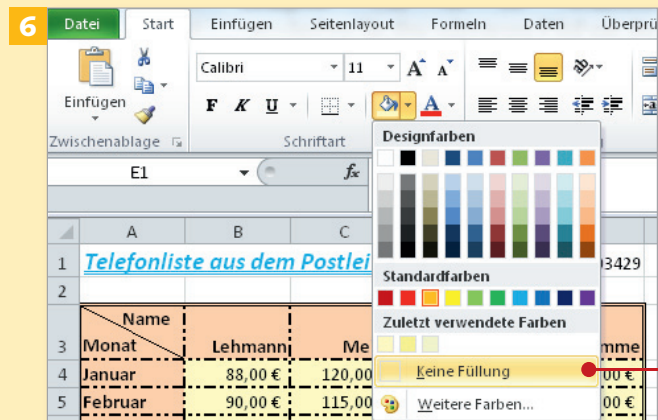 6
Datei Start Einfügen Seitenlayout Formeln Daten Überprü
Calibri 11 A A
Einfügen
F K U A
Zwischenablage Schriftart
Designfarben
E1 fx
A B C
1 Telefonliste aus dem Postlei 03429
Standardfarben
2
Zuletzt verwendete Farben
Name
3 Monat Lehmann Me mme
Keine Füllung
4 Januar 88,00 € 120,00 00 €
5 Februar 90,00 € 115,00 00 €
Weitere Farben...